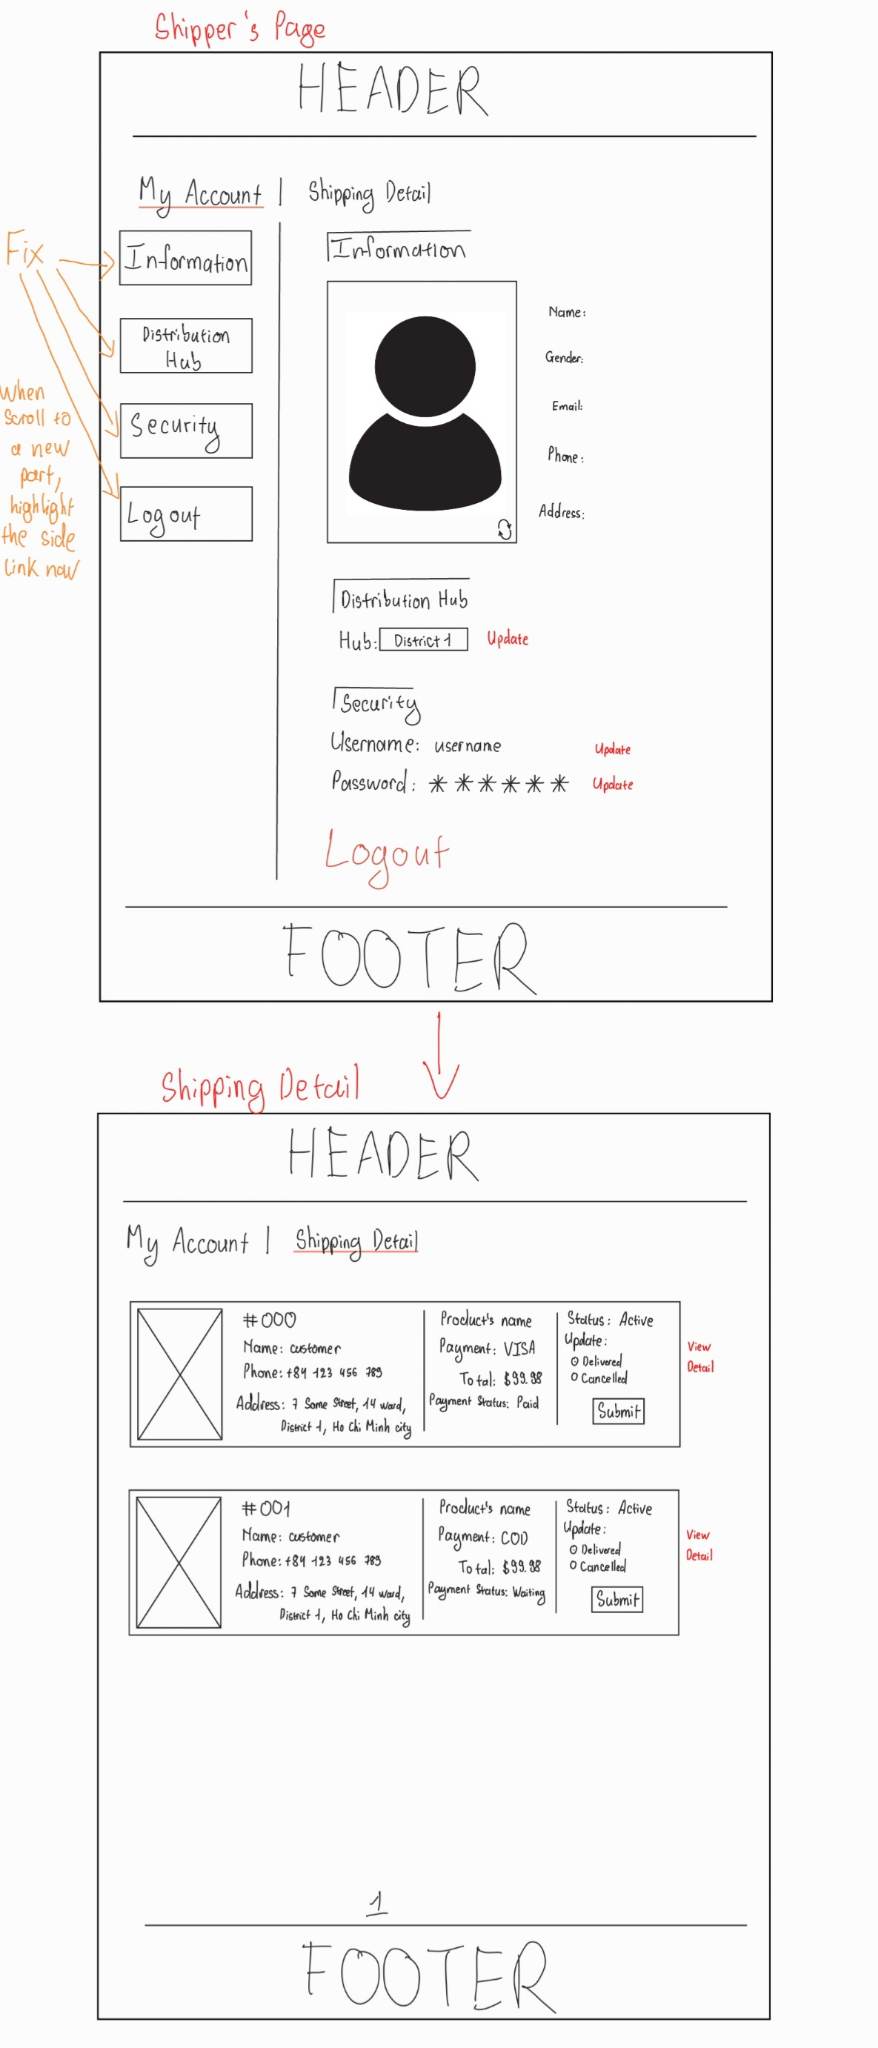 Shipper's Page
HEADER
My Account | Shipping Detail
Fix
When
Scroll to
a new
part,
highlight
the side
link now
Information
Distribution
Hub
Security
Logout
Information
Name:
Gender:
Email:
Phone:
Address:
Distribution Hub
Hub: District 1 Update
Security
Username: username Update
Password: ****** Update
Logout
FOOTER
Shipping Detail
HEADER
My Account | Shipping Detail
#000
Name: customer
Phone: +84 123 456 789
Address: 7 Some Street, 14 ward,
District 1, Ho Chi Minh city
Product's name
Payment: VISA
Total: $99.98
Payment Status: Paid
Status: Active
Update:
Delivered
Cancelled
Submit
View
Detail
#001
Name: customer
Phone: +84 123 456 789
Address: 7 Some Street, 14 ward,
District 1, Ho Chi Minh city
Product's name
Payment: COD
Total: $99.98
Payment Status: Waiting
Status: Active
Update:
Delivered
Cancelled
Submit
View
Detail
1
FOOTER